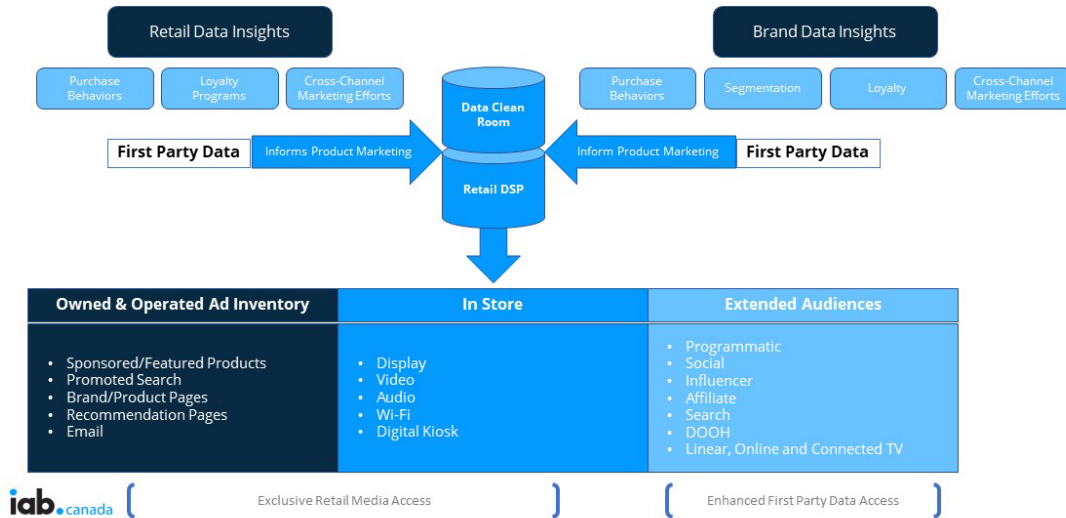 Retail Data Insights
Brand Data Insights
Purchase
Behaviors
Loyalty
Programs
Cross-Channel
Marketing Efforts
Purchase
Behaviors
Segmentation
Loyalty
Cross-Channel
Marketing Efforts
Data Clean
Room
First Party Data
Informs Product Marketing
Inform Product Marketing
First Party Data
Retail DSP
Owned & Operated Ad Inventory
• Sponsored/Featured Products
• Promoted Search
• Brand/Product Pages
• Recommendation Pages
• Email
In Store
• Display
• Video
• Audio
• Wi-Fi
• Digital Kiosk
Extended Audiences
• Programmatic
• Social
• Influencer
• Affiliate
• Search
• DOOH
• Linear, Online and Connected TV
iab.canada
Exclusive Retail Media Access
Enhanced First Party Data Access